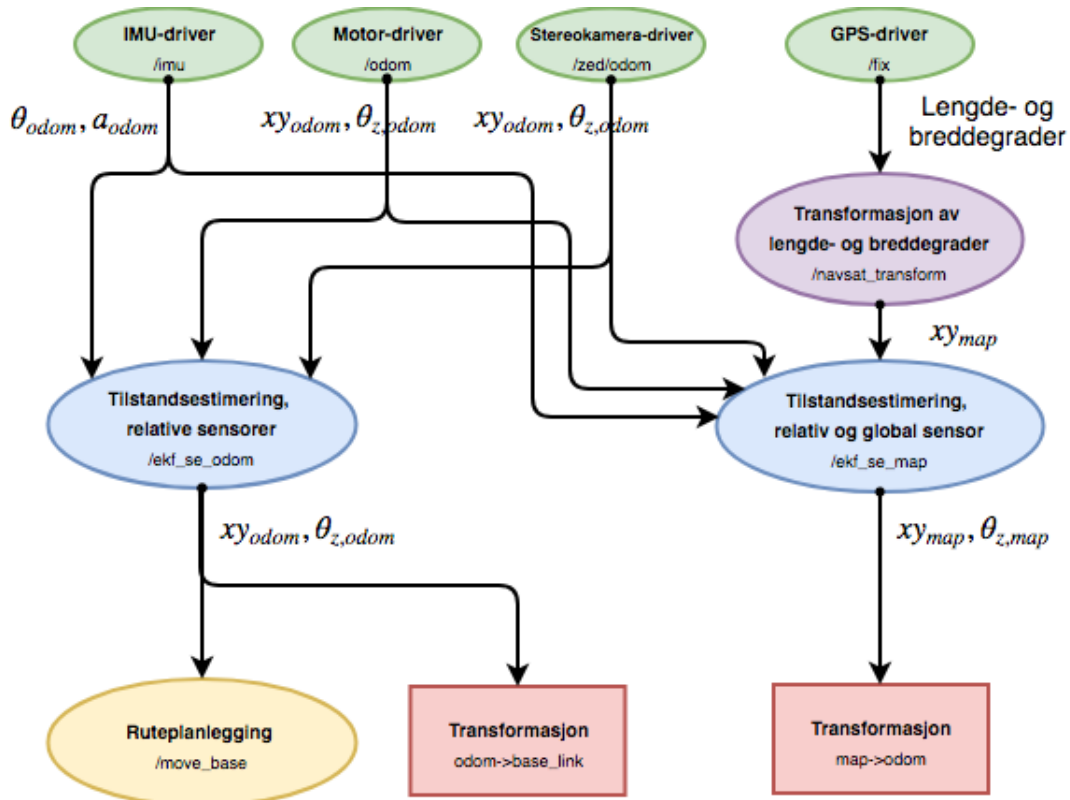 IMU-driver
/imu
Motor-driver
/odom
Stereokamera-driver
/zed/odom
GPS-driver
/fix
θ_odom, a_odom
xy_odom, θ_z,odom
xy_odom, θ_z,odom
Lengde- og
breddegrader
Transformasjon av
lengde- og breddegrader
/navsat_transform
xy_map
Tilstandsestimering,
relative sensorer
/ekf_se_odom
Tilstandsestimering,
relativ og global sensor
/ekf_se_map
xy_odom, θ_z,odom
xy_map, θ_z,map
Ruteplanlegging
/move_base
Transformasjon
odom->base_link
Transformasjon
map->odom